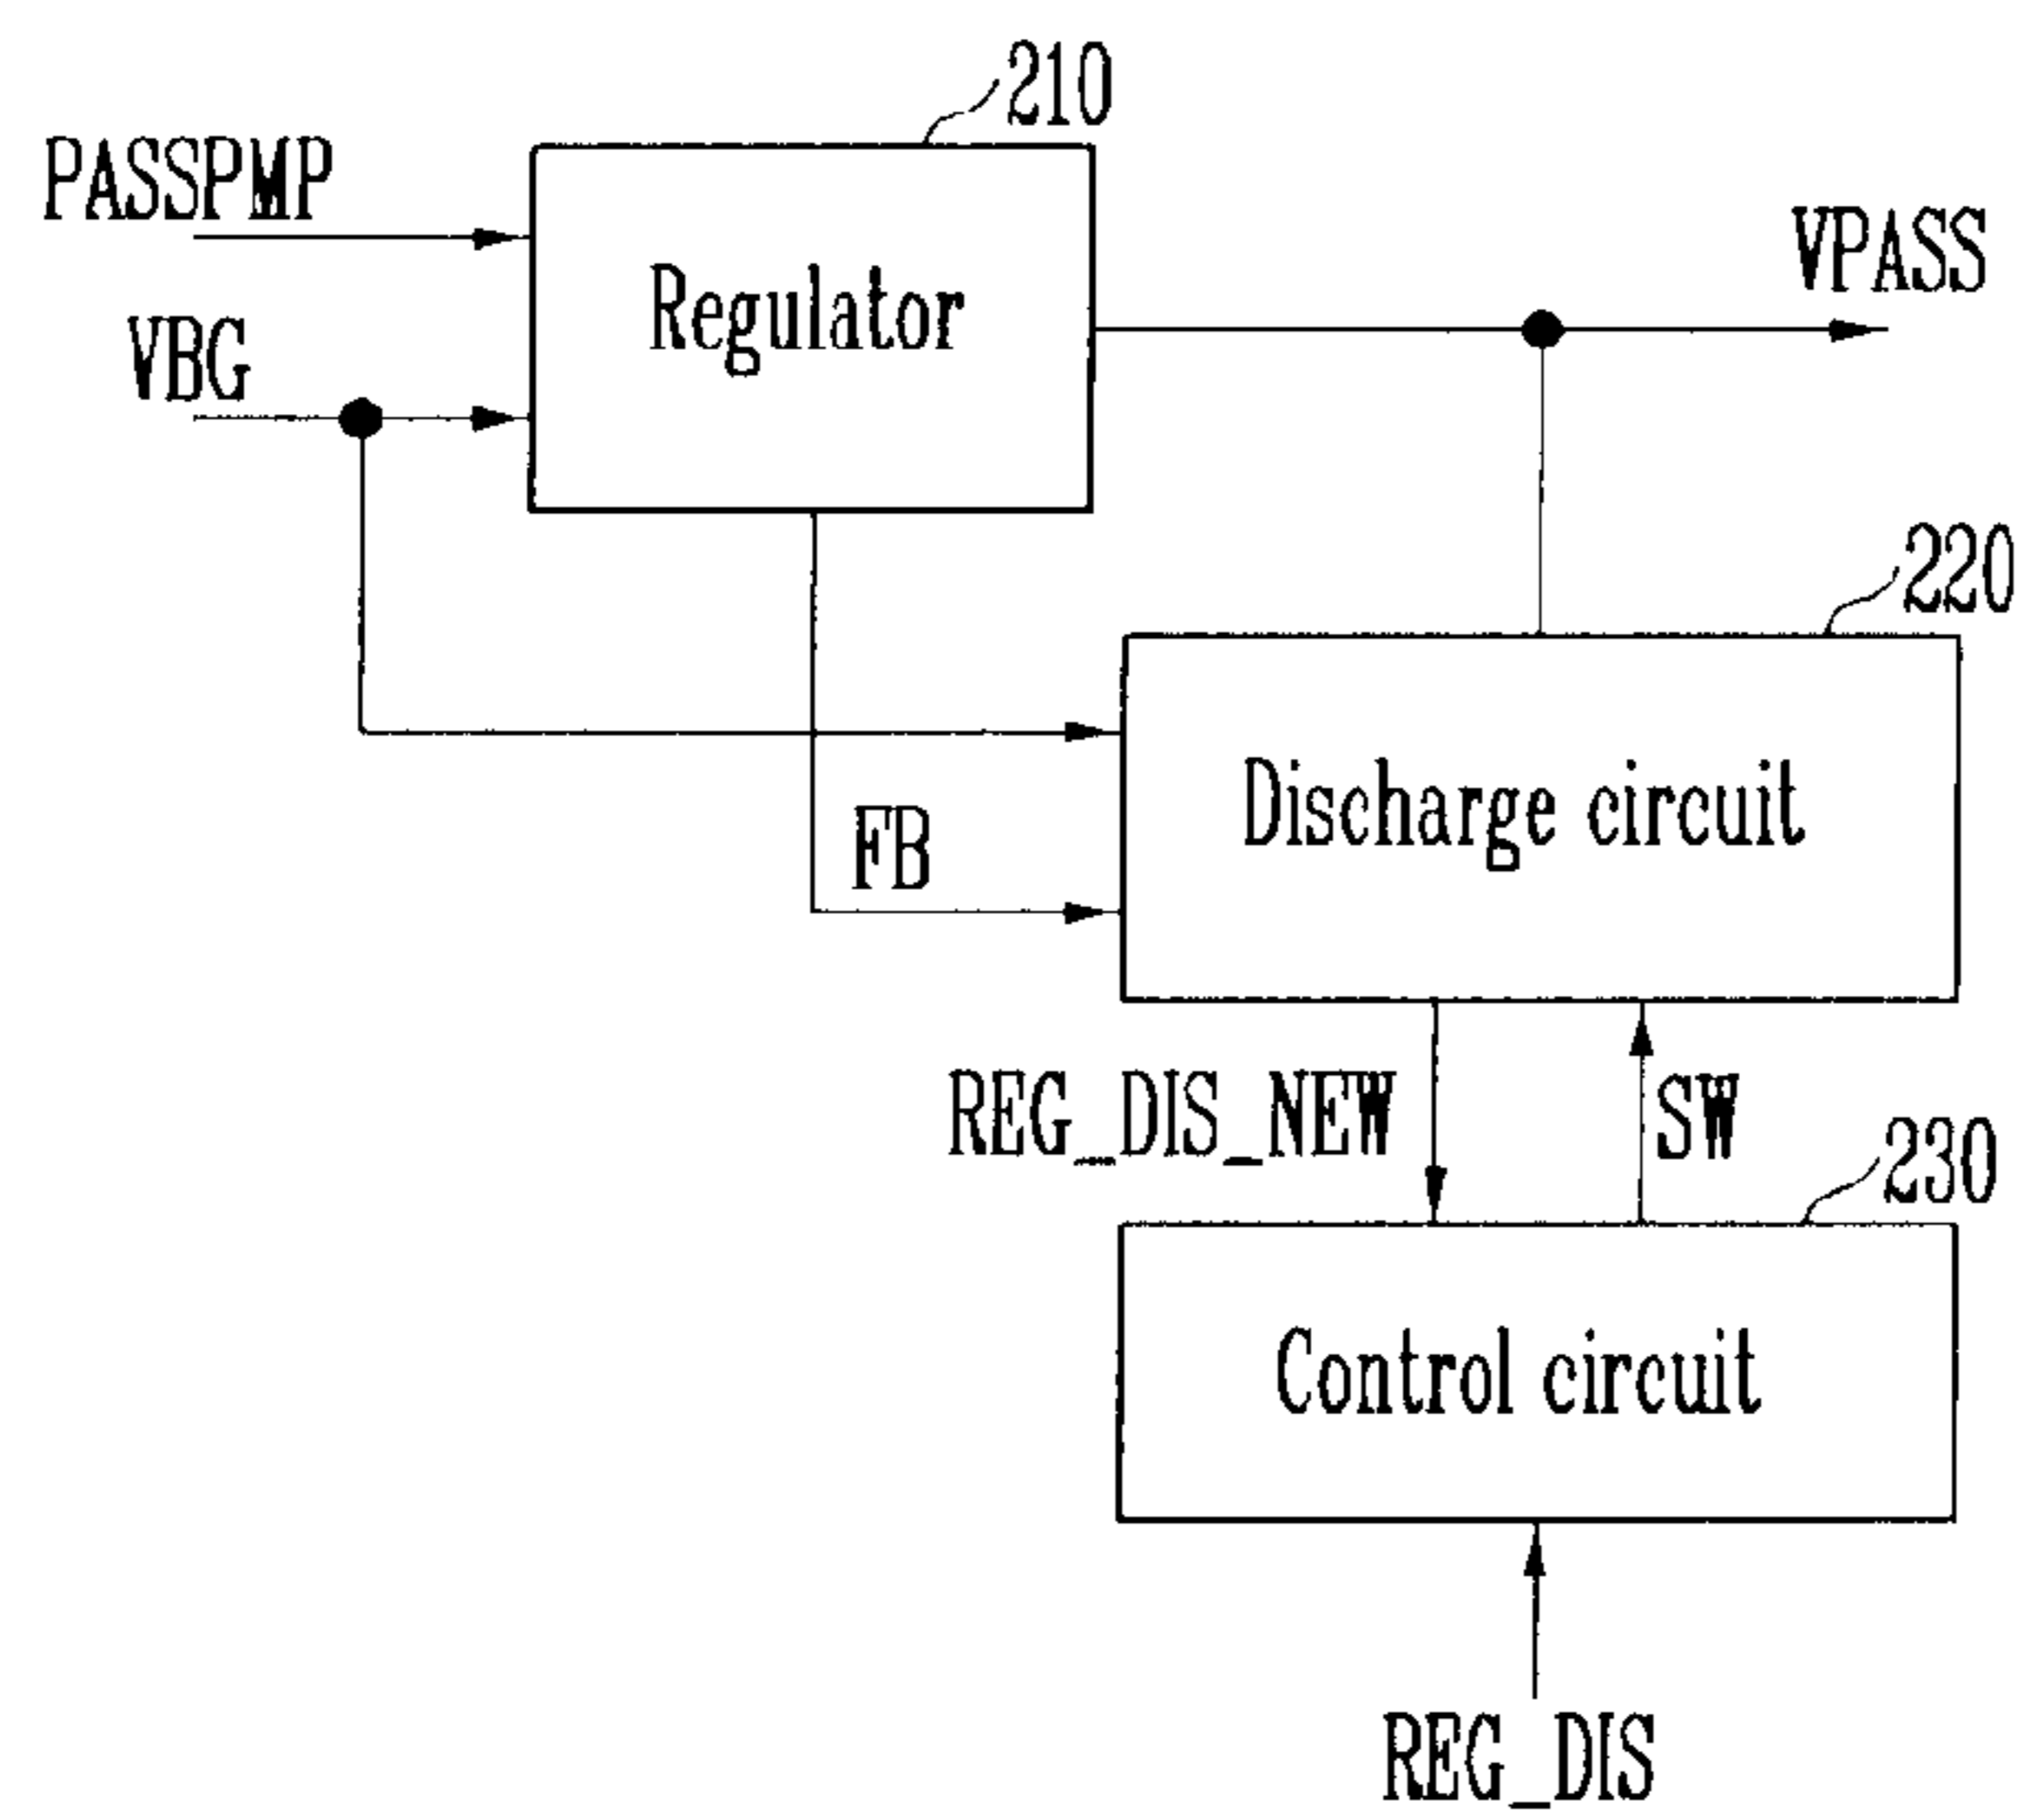 210
PASSPMP
VPASS
Regulator
VBG
220
Discharge circuit
FB
REG_DIS_NEW
SW
230
Control circuit
REG_DIS